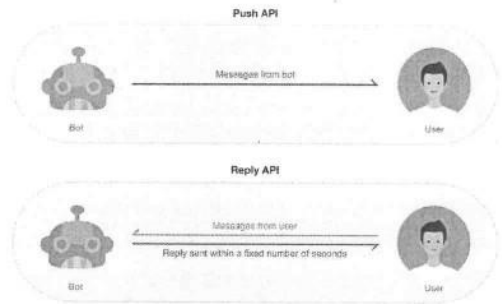 Push API
Messages from bot
Bot
User
Reply API
Messages from user
Reply sent within a fixed number of seconds
Bot
User